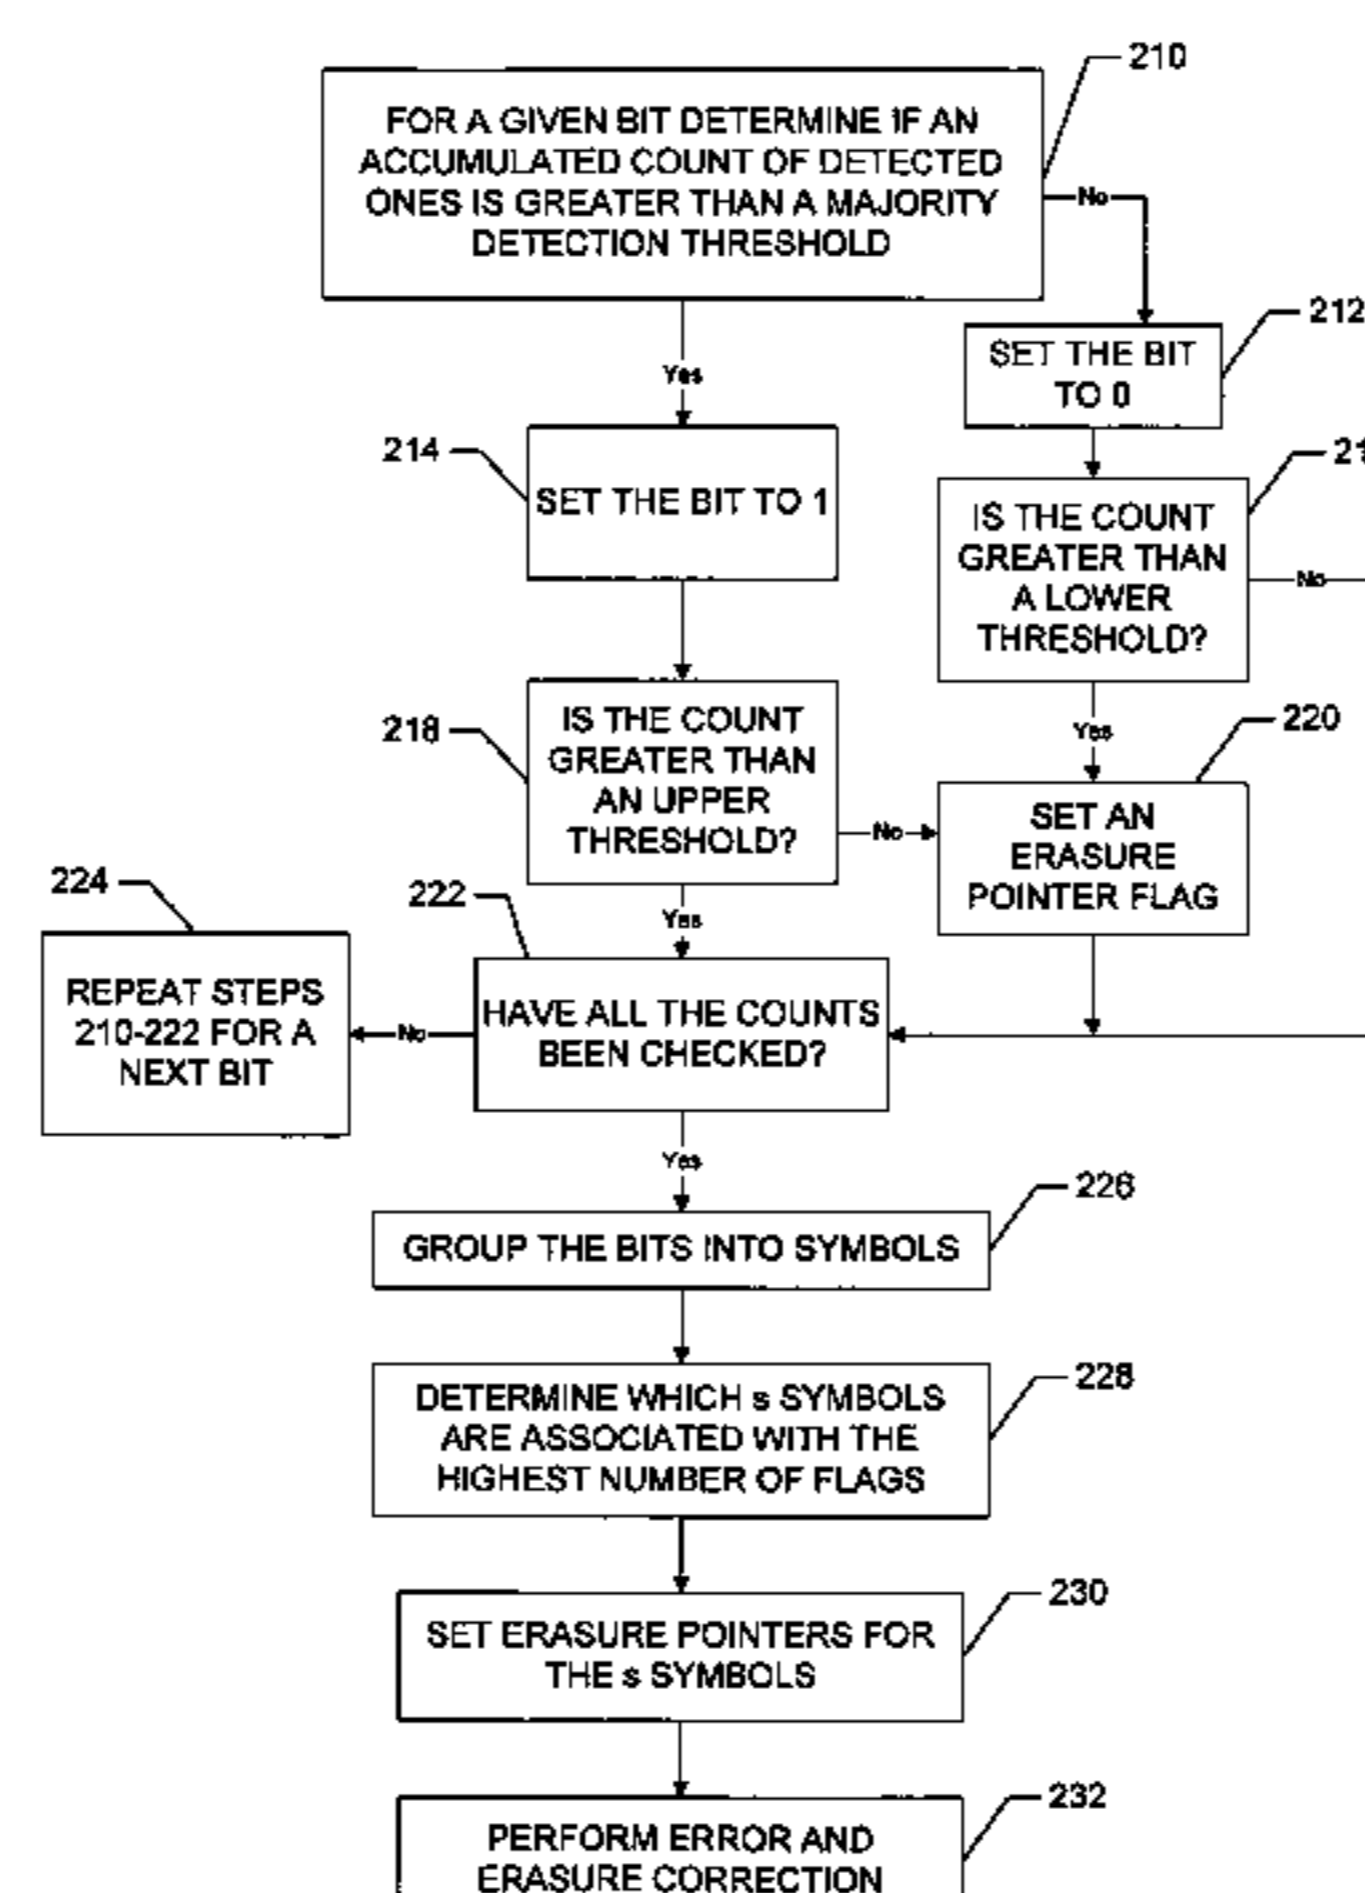 210
FOR A GIVEN BIT DETERMINE IF AN
ACCUMULATED COUNT OF DETECTED
ONES IS GREATER THAN A MAJORITY
DETECTION THRESHOLD
No
212
SET THE BIT
TO 0
Yes
214
SET THE BIT TO 1
IS THE COUNT
GREATER THAN
A LOWER
THRESHOLD?
No
218
IS THE COUNT
GREATER THAN
AN UPPER
THRESHOLD?
Yes
220
SET AN
ERASURE
POINTER FLAG
No
224
REPEAT STEPS
210-222 FOR A
NEXT BIT
222
Yes
HAVE ALL THE COUNTS
BEEN CHECKED?
No
Yes
226
GROUP THE BITS INTO SYMBOLS
228
DETERMINE WHICH s SYMBOLS
ARE ASSOCIATED WITH THE
HIGHEST NUMBER OF FLAGS
230
SET ERASURE POINTERS FOR
THE s SYMBOLS
232
PERFORM ERROR AND
ERASURE CORRECTION